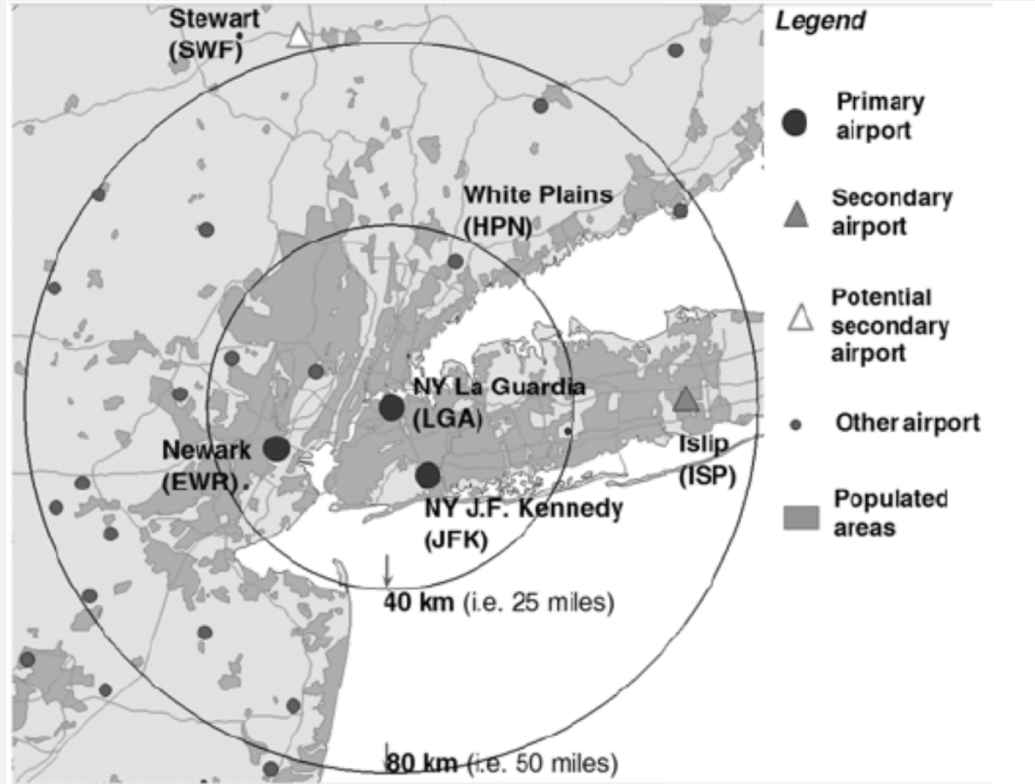 Stewart
(SWF)
White Plains
(HPN)
NY La Guardia
(LGA)
Newark
(EWR)
Islip
(ISP)
NY J.F. Kennedy
(JFK)
40 km (i.e. 25 miles)
80 km (i.e. 50 miles)
Legend
Primary
airport
Secondary
airport
Potential
secondary
airport
Other airport
Populated
areas